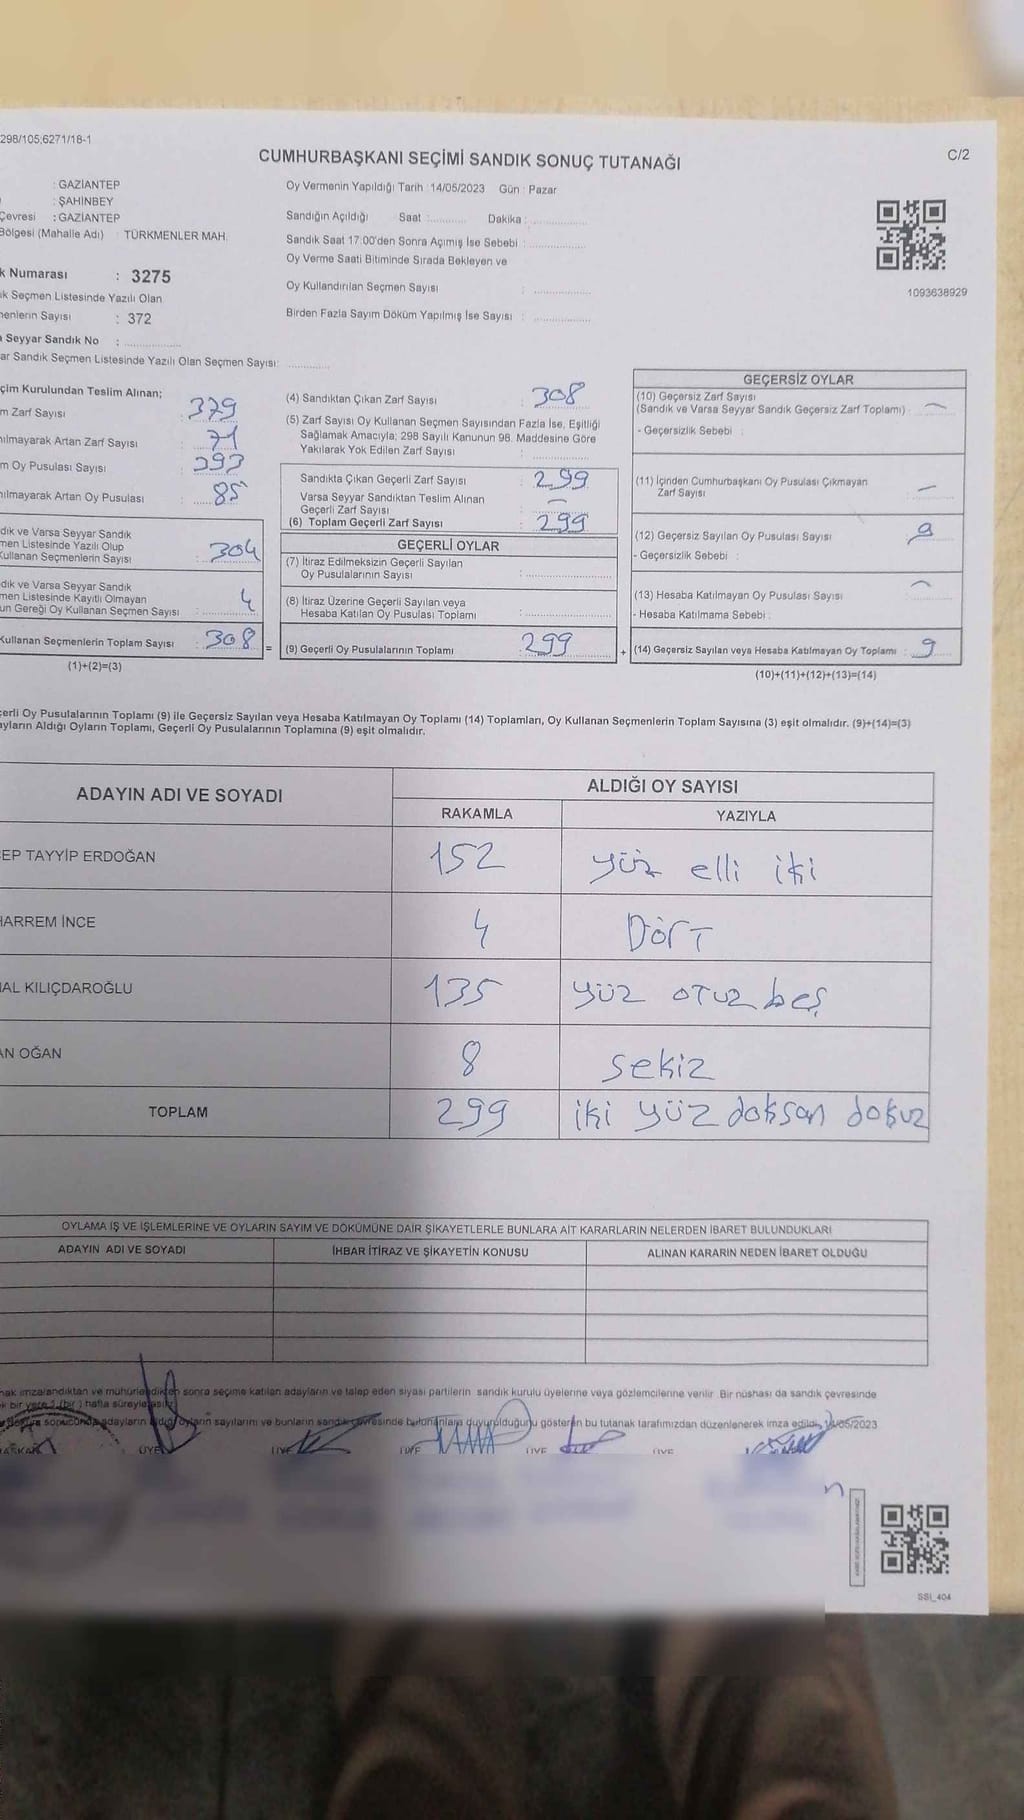 298/105;6271/18-1
CUMHURBAŞKANI SEÇİMİ SANDIK SONUÇ TUTANAĞI
C/2
: GAZİANTEP
: ŞAHİNBEY
Çevresi : GAZİANTEP
Bölgesi (Mahalle Adı) : TÜRKMENLER MAH.
k Numarası : 3275
ık Seçmen Listesinde Yazılı Olan
menlerin Sayısı : 372
a Seyyar Sandık No :
ar Sandık Seçmen Listesinde Yazılı Olan Seçmen Sayısı:
Oy Vermenin Yapıldığı Tarih : 14/05/2023 Gün : Pazar
Sandığın Açıldığı Saat : Dakika :
Sandık Saat 17:00'den Sonra Açımış İse Sebebi :
Oy Verme Saati Bitiminde Sırada Bekleyen ve
Oy Kullandırılan Seçmen Sayısı :
Birden Fazla Sayım Döküm Yapılmış İse Sayısı :
1093638929
çim Kurulundan Teslim Alınan;
m Zarf Sayısı : 379
nılmayarak Artan Zarf Sayısı : 71
m Oy Pusulası Sayısı : 393
nılmayarak Artan Oy Pusulası : 85
dık ve Varsa Seyyar Sandık
men Listesinde Yazılı Olup
Kullanan Seçmenlerin Sayısı : 304
dık ve Varsa Seyyar Sandık
men Listesinde Kayıtlı Olmayan
un Gereği Oy Kullanan Seçmen Sayısı : 4
Kullanan Seçmenlerin Toplam Sayısı : 308 =
(1)+(2)=(3)
(4) Sandıktan Çıkan Zarf Sayısı : 308
(5) Zarf Sayısı Oy Kullanan Seçmen Sayısından Fazla İse, Eşitliği
Sağlamak Amacıyla; 298 Sayılı Kanunun 98. Maddesine Göre
Yakılarak Yok Edilen Zarf Sayısı :
Sandıkta Çıkan Geçerli Zarf Sayısı : 299
Varsa Seyyar Sandıktan Teslim Alınan
Geçerli Zarf Sayısı : —
(6) Toplam Geçerli Zarf Sayısı : 299
GEÇERLİ OYLAR
(7) İtiraz Edilmeksizin Geçerli Sayılan
Oy Pusulalarının Sayısı :
(8) İtiraz Üzerine Geçerli Sayılan veya
Hesaba Katılan Oy Pusulası Toplamı :
(9) Geçerli Oy Pusulalarının Toplamı : 299 +
GEÇERSİZ OYLAR
(10) Geçersiz Zarf Sayısı
(Sandık ve Varsa Seyyar Sandık Geçersiz Zarf Toplamı) : —
- Geçersizlik Sebebi :
(11) İçinden Cumhurbaşkanı Oy Pusulası Çıkmayan
Zarf Sayısı : —
(12) Geçersiz Sayılan Oy Pusulası Sayısı : 9
- Geçersizlik Sebebi :
(13) Hesaba Katılmayan Oy Pusulası Sayısı : —
- Hesaba Katılmama Sebebi :
(14) Geçersiz Sayılan veya Hesaba Katılmayan Oy Toplamı : 9
(10)+(11)+(12)+(13)=(14)
çerli Oy Pusulalarının Toplamı (9) ile Geçersiz Sayılan veya Hesaba Katılmayan Oy Toplamı (14) Toplamları, Oy Kullanan Seçmenlerin Toplam Sayısına (3) eşit olmalıdır. (9)+(14)=(3)
ayların Aldığı Oyların Toplamı, Geçerli Oy Pusulalarının Toplamına (9) eşit olmalıdır.
ADAYIN ADI VE SOYADI ALDIĞI OY SAYISI
RAKAMLA YAZIYLA
EP TAYYİP ERDOĞAN 152 yüz elli iki
HARREM İNCE 4 Dört
AL KILIÇDAROĞLU 135 yüz otuz beş
AN OĞAN 8 sekiz
TOPLAM 299 iki yüz doksan dokuz
OYLAMA İŞ VE İŞLEMLERİNE VE OYLARIN SAYIM VE DÖKÜMÜNE DAİR ŞİKAYETLERLE BUNLARA AİT KARARLARIN NELERDEN İBARET BULUNDUKLARI
ADAYIN ADI VE SOYADI İHBAR İTİRAZ VE ŞİKAYETİN KONUSU ALINAN KARARIN NEDEN İBARET OLDUĞU
nak imzalandıktan ve mühürlendikten sonra seçime katılan adayların ve talep eden siyasi partilerin sandık kurulu üyelerine veya gözlemcilerine verilir. Bir nüshası da sandık çevresinde
k bir yere 1 (bir) hafta süreyle asılır.
sonucunda adayların aldığı oyların sayılarını ve bunların sandık çevresinde bulunanlara duyurulduğunu gösteren bu tutanak tarafımızdan düzenlenerek imza edildi. 14/05/2023
BAŞKAN ÜYE ÜYE ÜYE ÜYE ÜYE
SSİ_404